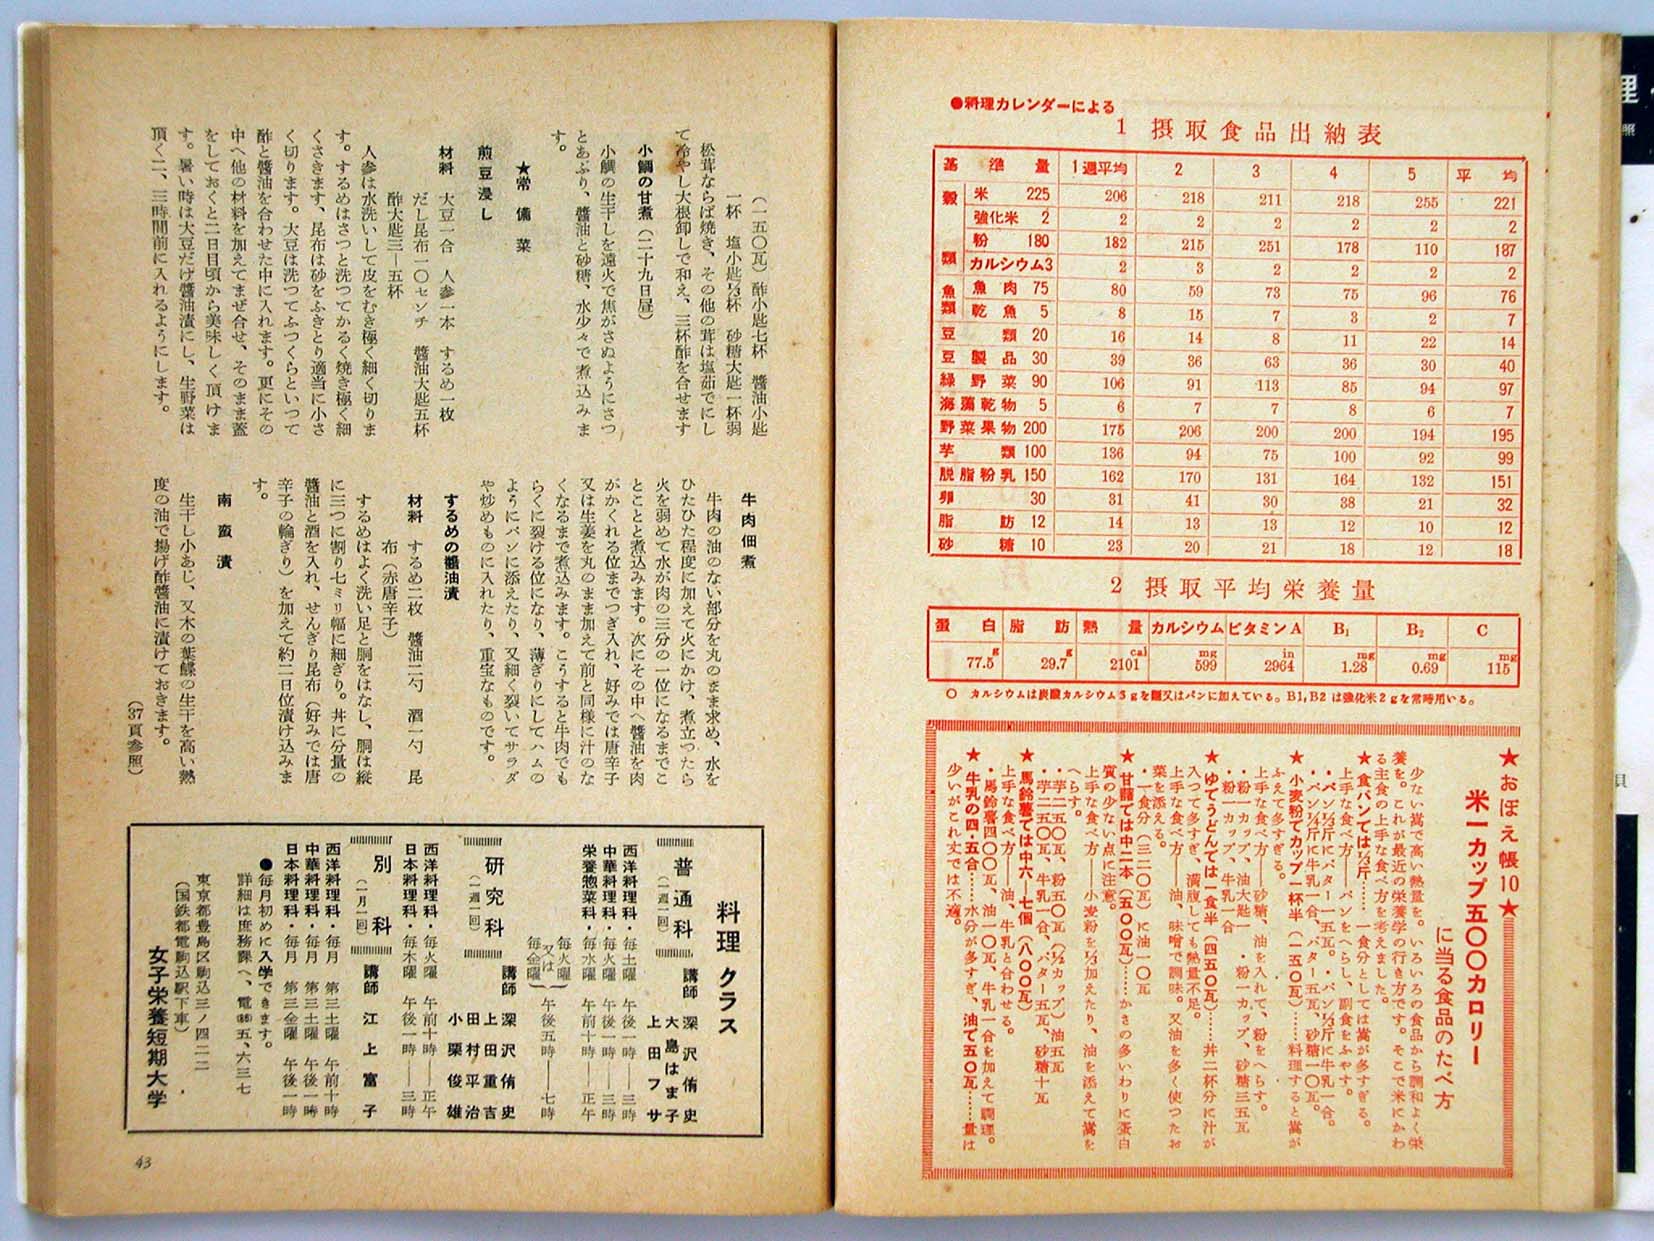 ●料理カレンダーによる
1 摂取食品出納表
基準量 1週平均 2 3 4 5 平均
穀類 米 225 206 218 211 218 255 221
強化米 2 2 2 2 2 2 2
粉 180 182 215 251 178 110 187
カルシウム3 2 3 2 2 2 2
魚類 魚肉 75 80 59 73 75 96 76
乾魚 5 8 15 7 3 2 7
豆類 20 16 14 8 11 22 14
豆製品 30 39 36 63 36 30 40
緑野菜 90 106 91 113 85 94 97
海藻乾物 5 6 7 7 8 6 7
野菜果物 200 175 206 200 200 194 195
芋類 100 136 94 75 100 92 99
脱脂粉乳 150 162 170 131 164 132 151
卵 30 31 41 30 38 21 32
脂肪 12 14 13 13 12 10 12
砂糖 10 23 20 21 18 12 18
2 摂取平均栄養量
蛋白 脂肪 熱量 カルシウム ビタミンA B₁ B₂ C
77.5g 29.7g 2101cal 599mg 2964in 1.28mg 0.69mg 115mg
○ カルシウムは炭酸カルシウム3gを麺又はパンに加えている。B1,B2は強化米2gを常時用いる。
★おぼえ帳10★
米一カップ五〇〇カロリー
に当る食品のたべ方
少ない嵩で高い熱量を。いろいろの食品から調和よく栄
養を。これが最近の栄養学の行き方です。そこで米にかわ
る主食の上手な食べ方を考えました。
★食パンでは½斤……一食分としては嵩が多すぎる。
上手な食べ方――パンをへらし、副食をふやす。
・パン¼斤にバター一五瓦。・パン⅓斤に牛乳一合。
・パン¼斤に牛乳一合、バター五瓦、砂糖一〇瓦。
★小麦粉でカップ一杯半(一五〇瓦)……料理すると嵩が
ふえて多すぎる。
上手な食べ方――砂糖、油を入れて、粉をへらす。
・粉一カップ、油大匙一 ・粉一カップ、砂糖三五瓦
・粉一カップ、牛乳一合
★ゆでうどんでは一食半(四五〇瓦)……丼二杯分に汁が
入つて多すぎ、満腹しても熱量不足。
上手な食べ方――油、味噌で調味。又油を多く使つたお
菜を添える。
・一食分(三二〇瓦)に油一〇瓦
★甘藷では中二本(五〇〇瓦)……かさの多いわりに蛋白
質の少ない点に注意。
上手な食べ方――小麦粉を½加えたり、油を添えて嵩を
へらす。
・芋二五〇瓦、粉五〇瓦(½カップ)油五瓦
・芋二五〇瓦、牛乳一合、バター五瓦、砂糖十瓦
★馬鈴薯では中六―七個(八〇〇瓦)
上手な食べ方――油、牛乳と合わせる。
・馬鈴薯四〇〇瓦、油一〇瓦、牛乳一合を加えて調理。
★牛乳の四・五合……水分が多すぎ、油で五〇瓦……量は
少いがこれ丈では不適。
(一五〇瓦) 酢小匙七杯 醬油小匙
一杯 塩小匙⅓杯 砂糖大匙一杯弱
松茸ならば焼き、その他の茸は塩茹でにし
て冷やし大根卸しで和え、三杯酢を合せます
小鯛の甘煮(二十九日昼)
小鯛の生干しを遠火で焦がさぬようにさつ
とあぶり、醬油と砂糖、水少々で煮込みま
す。
★常備菜
煎豆浸し
材料 大豆一合 人参一本 するめ一枚
だし昆布一〇センチ 醬油大匙五杯
酢大匙三―五杯
人参は水洗いして皮をむき極く細く切りま
す。するめはさつと洗つてかるく焼き極く細
くさきます、昆布は砂をふきとり適当に小さ
く切ります。大豆は洗つてふつくらといつて
酢と醬油を合わせた中に入れます。更にその
中へ他の材料を加えてまぜ合せ、そのまま蓋
をしておくと二日目頃から美味しく頂けま
す。暑い時は大豆だけ醬油漬にし、生野菜は
頂く二、三時間前に入れるようにします。
牛肉佃煮
牛肉の油のない部分を丸のまま求め、水を
ひたひた程度に加えて火にかけ、煮立つたら
火を弱めて水が肉の三分の一位になるまでこ
とことと煮込みます。次にその中へ醬油を肉
がかくれる位までつぎ入れ、好みでは唐辛子
又は生姜を丸のまま加えて前と同様に汁のな
くなるまで煮込みます。こうすると牛肉でも
らくに裂ける位になり、薄ぎりにしてハムの
ようにパンに添えたり、又細く裂いてサラダ
や炒めものに入れたり、重宝なものです。
するめの醬油漬
材料 するめ二枚 醬油二勺 酒一勺 昆
布(赤唐辛子)
するめはよく洗い足と胴をはなし、胴は縦
に三つに割り七ミリ幅に細ぎり。丼に分量の
醬油と酒を入れ、せんぎり昆布(好みでは唐
辛子の輪ぎり)を加えて約二日位漬け込みま
す。
南蛮漬
生干し小あじ、又木の葉鰈の生干を高い熱
度の油で揚げ酢醬油に漬けておきます。
(37頁参照)
料理クラス
普通科(一週一回) 講師 深沢侑史
大島はま子
上田フサ
西洋料理科・毎土曜 午後一時――三時
中華料理科・毎火曜 午後一時――三時
栄養惣菜科・毎水曜 午前十時――正午
毎火曜
又は
毎金曜
午後五時――七時
研究科(一週一回) 講師 深沢侑史
上田重吉
田村平治
小栗俊雄
西洋料理科・毎火曜 午前十時――正午
日本料理科・毎木曜 午後一時――三時
別科(一月一回) 講師 江上富子
西洋料理科・毎月 第三土曜 午前十時
中華料理科・毎月 第三土曜 午後一時
日本料理科・毎月 第三金曜 午後一時
●毎月初めに入学できます。
詳細は庶務課へ、電 五、六三七
東京都豊島区駒込三ノ四二二
(国鉄都電駒込駅下車)
女子栄養短期大学
43
理
照